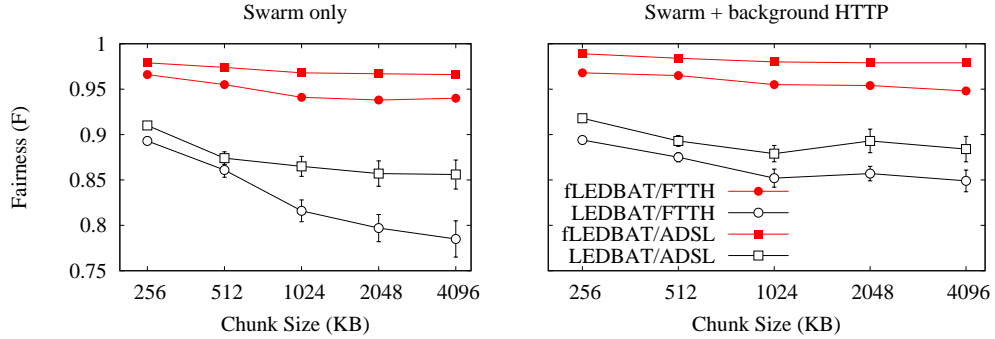 Swarm only
Swarm + background HTTP
Fairness (F)
1
0.95
0.9
0.85
0.8
0.75
256 512 1024 2048 4096
Chunk Size (KB)
fLEDBAT/FTTH
LEDBAT/FTTH
fLEDBAT/ADSL
LEDBAT/ADSL
256 512 1024 2048 4096
Chunk Size (KB)